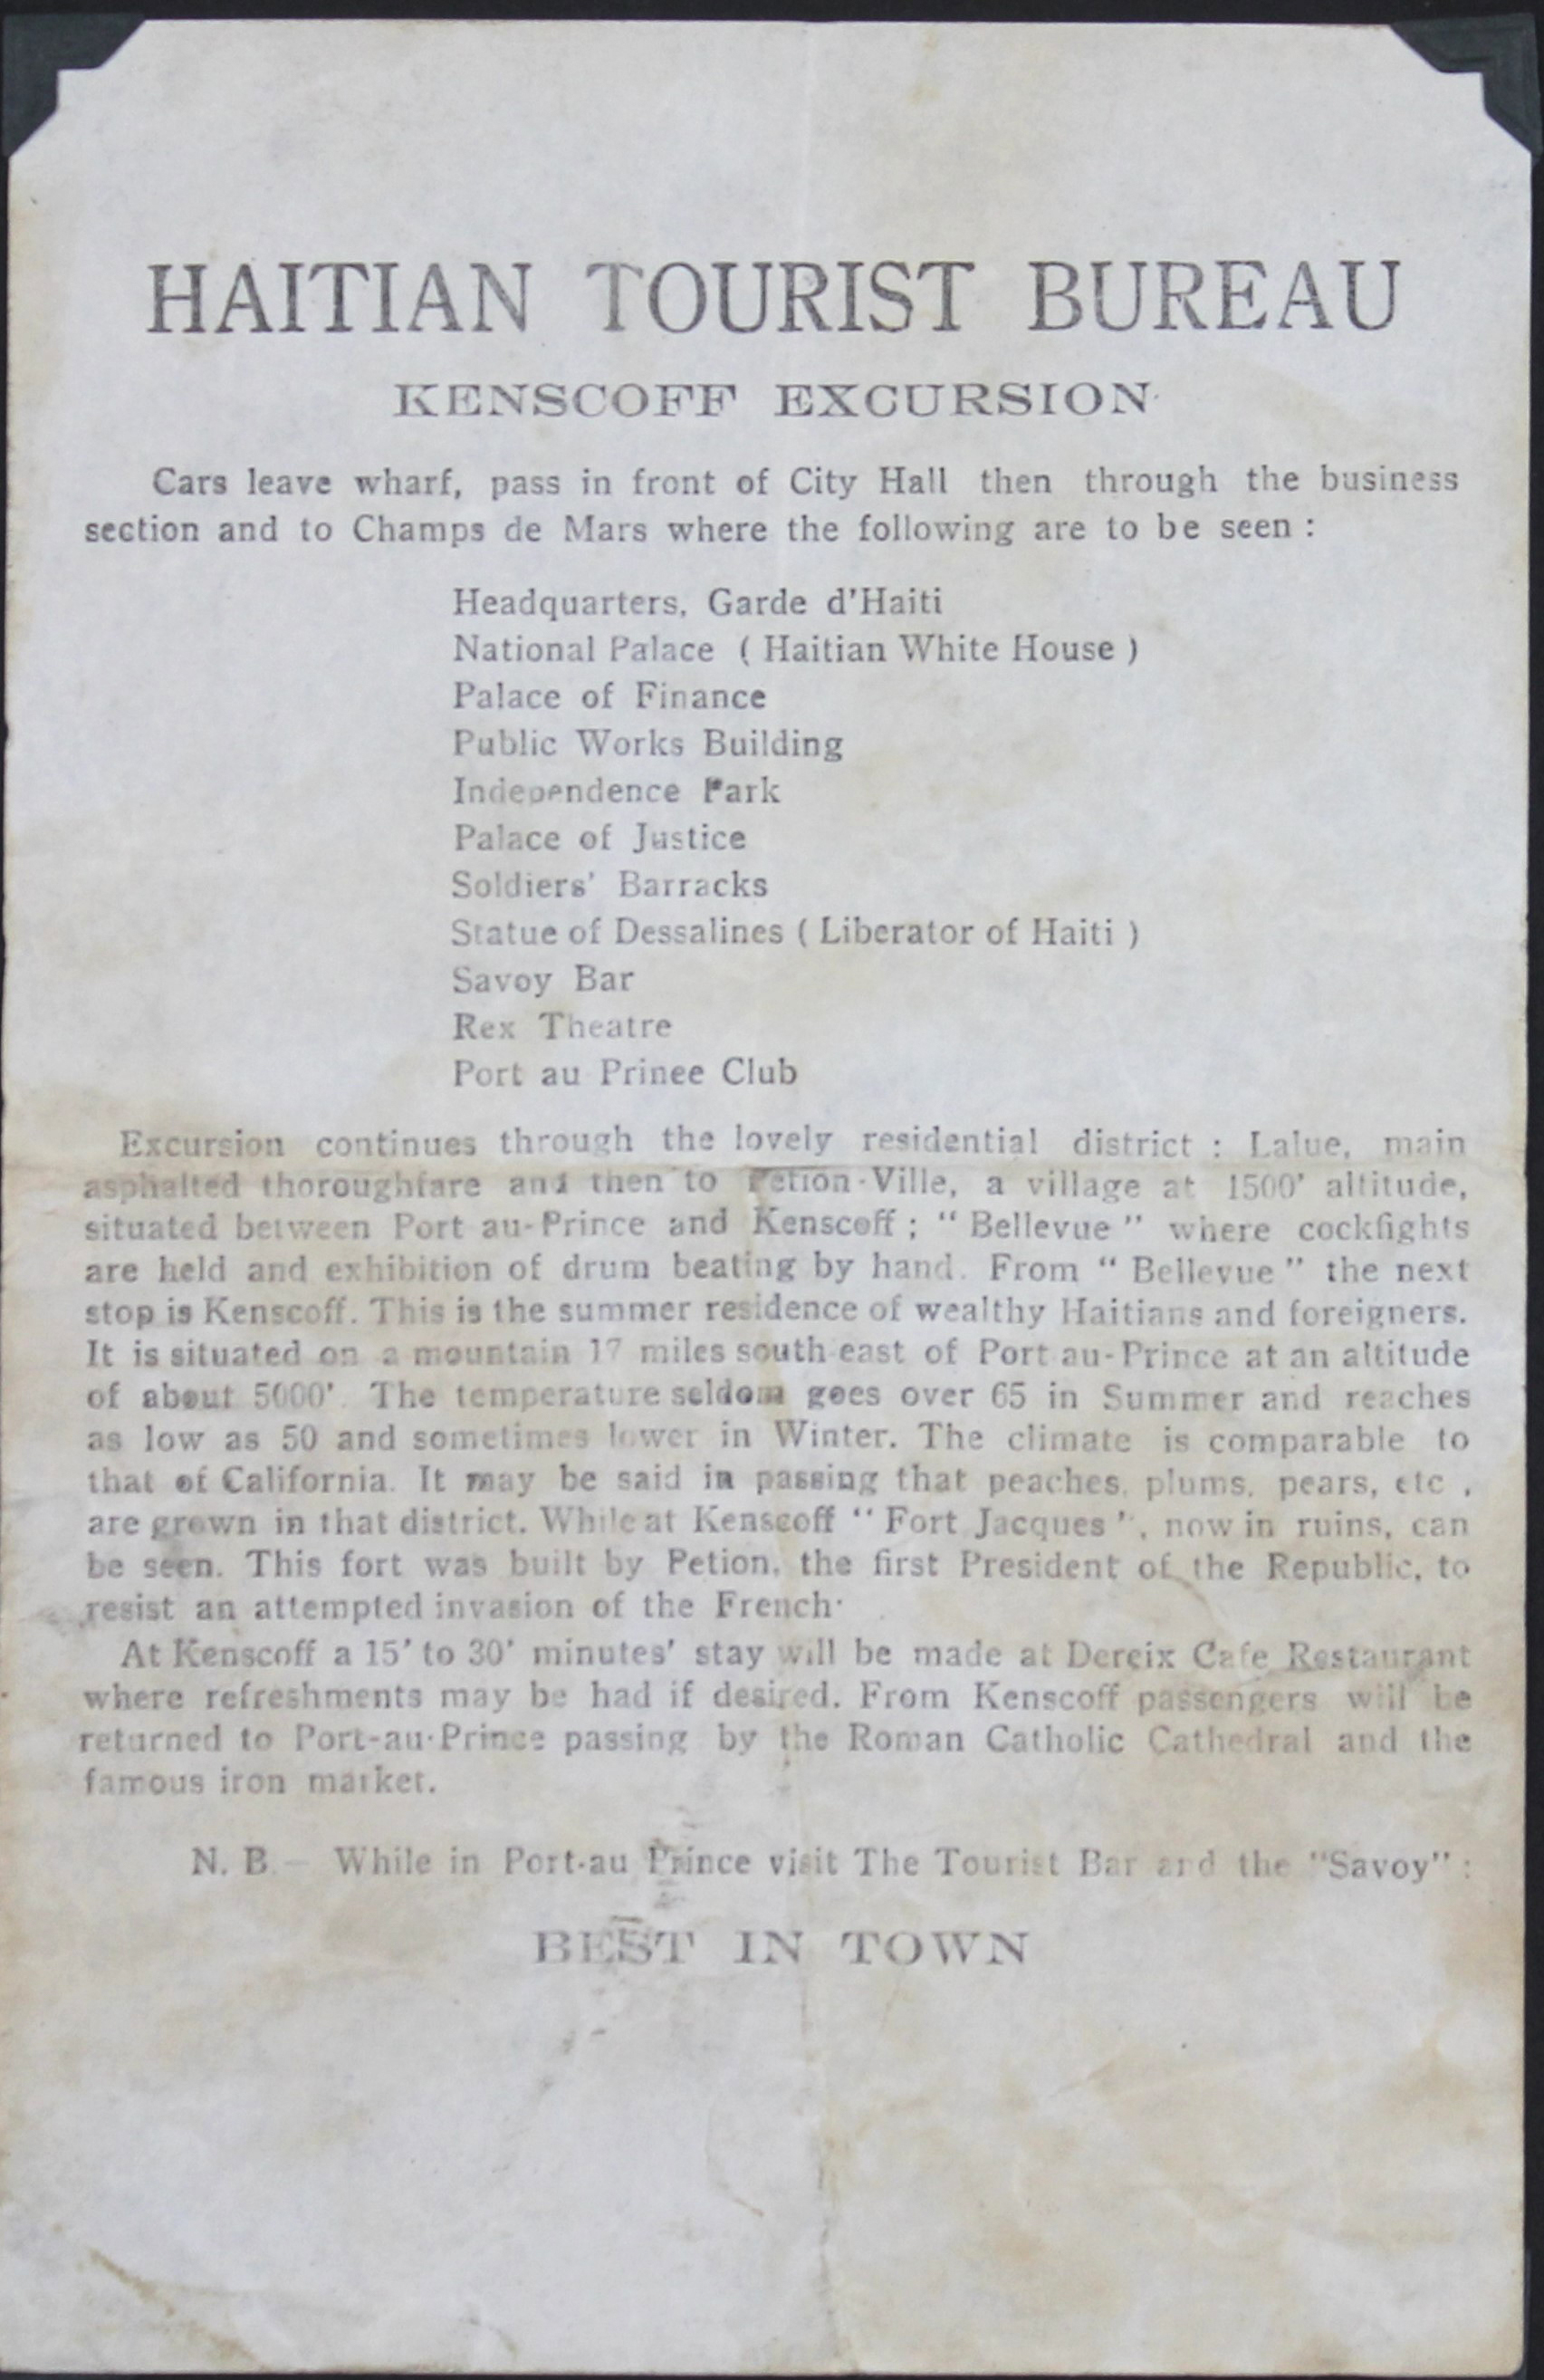 HAITIAN TOURIST BUREAU
KENSCOFF EXCURSION
Cars leave wharf, pass in front of City Hall then through the business
section and to Champs de Mars where the following are to be seen :
Headquarters, Garde d'Haiti
National Palace ( Haitian White House )
Palace of Finance
Public Works Building
Independence Park
Palace of Justice
Soldiers' Barracks
Statue of Dessalines ( Liberator of Haiti )
Savoy Bar
Rex Theatre
Port au Prinee Club
Excursion continues through the lovely residential district : Lalue, main
asphalted thoroughfare and then to Petion-Ville, a village at 1500' altitude,
situated between Port au-Prince and Kenscoff ; " Bellevue " where cockfights
are held and exhibition of drum beating by hand. From " Bellevue " the next
stop is Kenscoff. This is the summer residence of wealthy Haitians and foreigners.
It is situated on a mountain 17 miles south east of Port au-Prince at an altitude
of about 5000'. The temperature seldom goes over 65 in Summer and reaches
as low as 50 and sometimes lower in Winter. The climate is comparable to
that of California. It may be said in passing that peaches, plums, pears, etc ,
are grown in that district. While at Kenscoff " Fort Jacques ", now in ruins, can
be seen. This fort was built by Petion, the first President of the Republic, to
resist an attempted invasion of the French.
At Kenscoff a 15' to 30' minutes' stay will be made at Dereix Cafe Restaurant
where refreshments may be had if desired. From Kenscoff passengers will be
returned to Port-au-Prince passing by the Roman Catholic Cathedral and the
famous iron market.
N. B.— While in Port-au Prince visit The Tourist Bar and the "Savoy" :
BEST IN TOWN